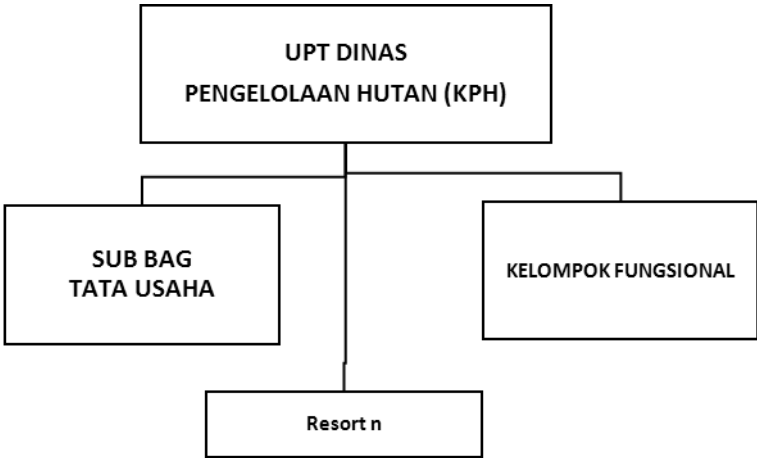 UPT DINAS
PENGELOLAAN HUTAN (KPH)
SUB BAG
TATA USAHA
KELOMPOK FUNGSIONAL
Resort n